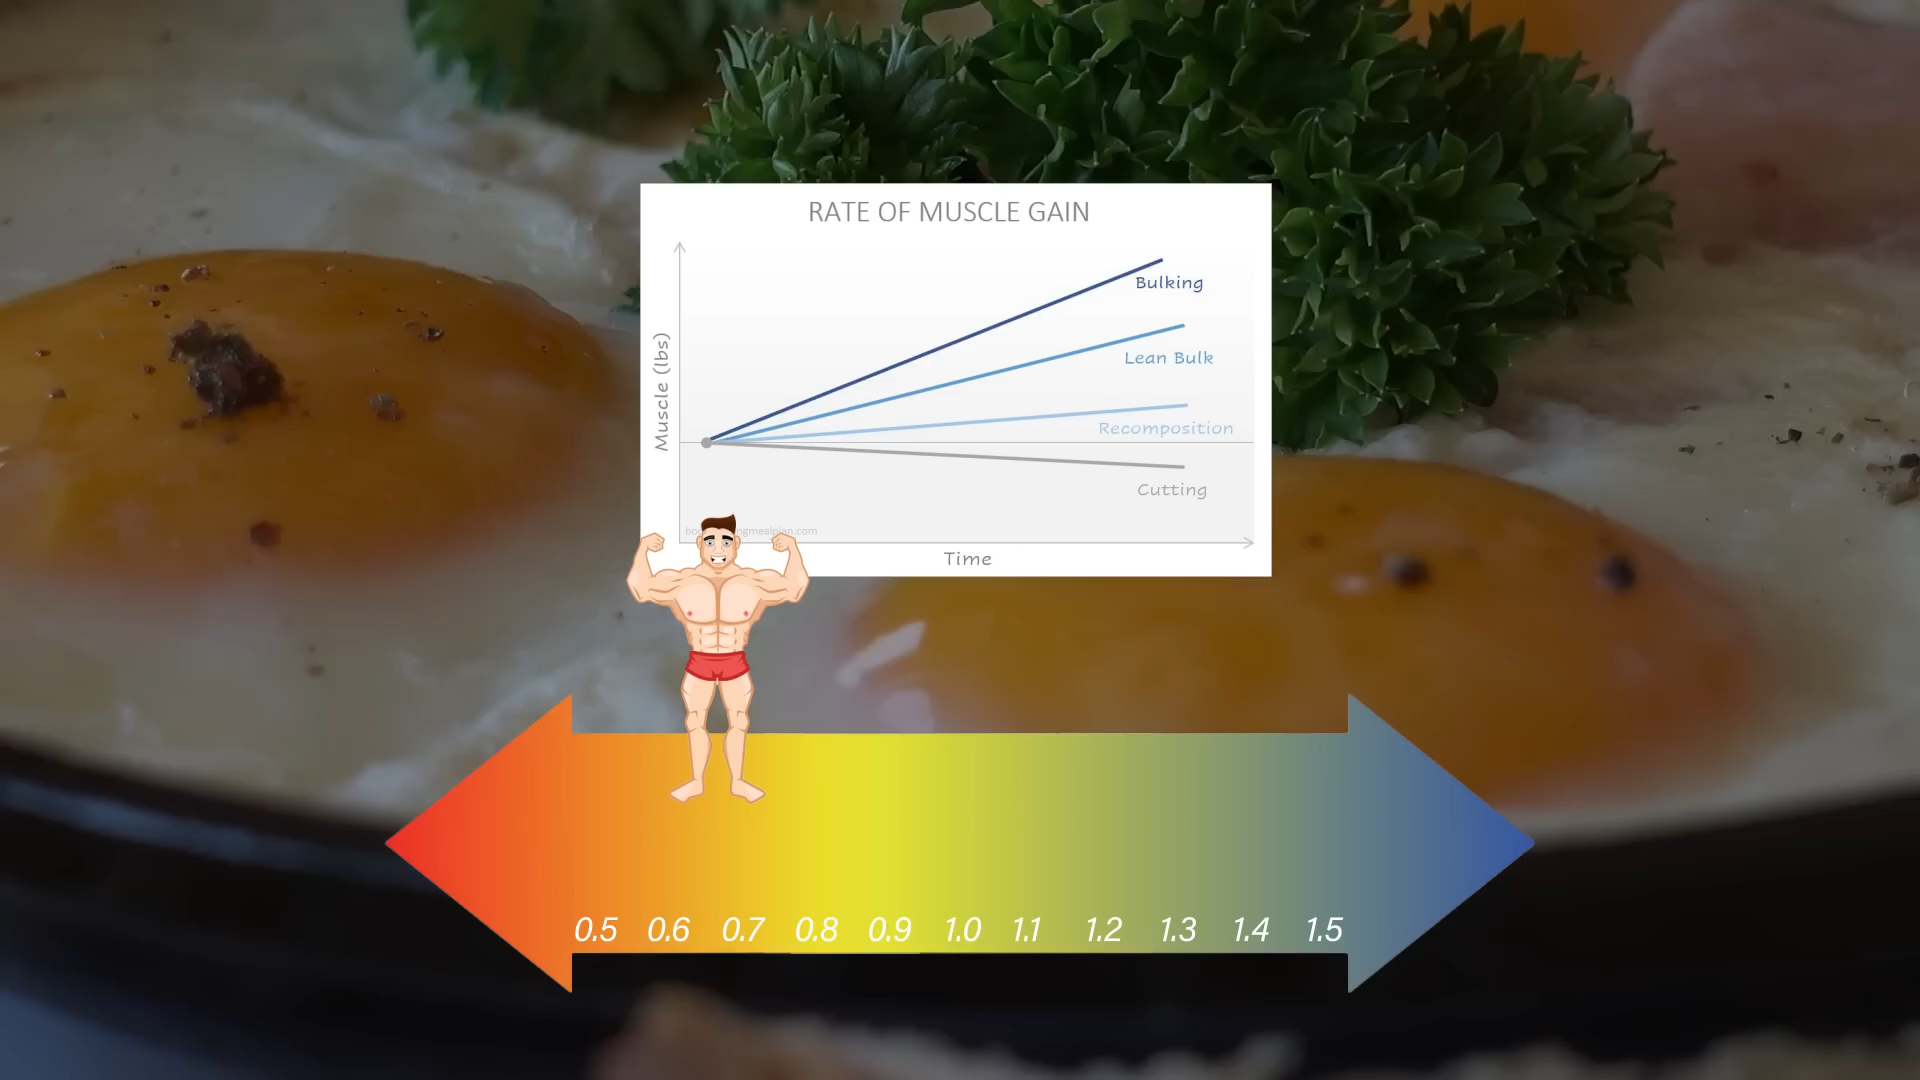 RATE OF MUSCLE GAIN
Bulking
Lean Bulk
Muscle (lbs)
Recomposition
Cutting
Time
0.5 0.6 0.7 0.8 0.9 1.0 1.1 1.2 1.3 1.4 1.5